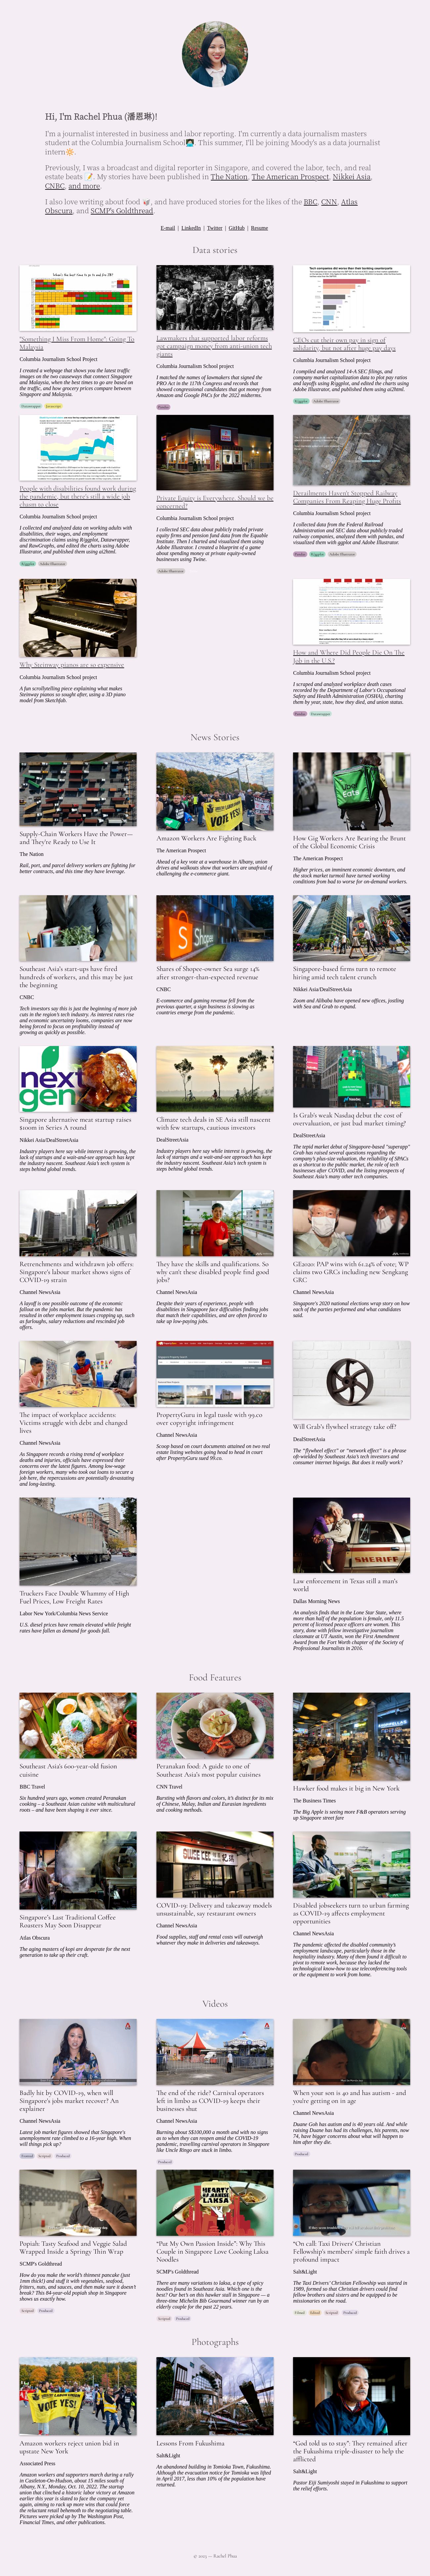 Hi, I'm Rachel Phua (潘恩琳)!
I'm a journalist interested in business and labor reporting. I'm currently a data journalism masters
student at the Columbia Journalism School👩🏻‍💻. This summer, I'll be joining Moody's as a data journalism
intern🔆.
Previously, I was a broadcast and digital reporter in Singapore, and covered the labor, tech, and real
estate beats 📝. My stories have been published in The Nation, The American Prospect, Nikkei Asia,
CNBC, and more.
I also love writing about food 🥡, and have produced stories for the likes of the BBC, CNN, Atlas
Obscura, and SCMP's Goldthread.
E-mail | LinkedIn | Twitter | GitHub | Resume
Data stories
"Something I Miss From Home": Going To
Malaysia
Columbia Journalism School Project
I created a webpage that shows you the latest traffic
images on the two causeways that connect Singapore
and Malaysia, when the best times to go are based on
the traffic, and how grocery prices compare between
Singapore and Malaysia.
Datawrapper Javascript
Lawmakers that supported labor reforms
got campaign money from anti-union tech
giants
Columbia Journalism School project
I matched the names of lawmakers that signed the
PRO Act in the 117th Congress and records that
showed congressional candidates that got money from
Amazon and Google PACs for the 2022 midterms.
Pandas
CEOs cut their own pay in sign of
solidarity, but not after huge pay days
Columbia Journalism School project
I compiled and analyzed 14-A SEC filings, and
company market capitalization data to get pay ratios
and layoffs using R/ggplot, and edited the charts using
Adobe Illustrator, and published them using ai2html.
R/ggplot Adobe Illustrator
People with disabilities found work during
the pandemic, but there's still a wide job
chasm to close
Columbia Journalism School project
I collected and analyzed data on working adults with
disabilities, their wages, and employment
discrimination claims using R/ggplot, Datawrapper,
and RawGraphs. I edited the charts using Adobe
Illustrator, and published them using ai2html.
R/ggplot Adobe Illustrator
Private Equity is Everywhere. Should we be
concerned?
Columbia Journalism School project
I collected SEC data about publicly traded private
equity firms and pension fund data from the Equable
Institute. Then I charted and visualized them using
Adobe Illustrator. I created a blueprint of a game
about spending money at private equity-owned
businesses using Twine.
Adobe Illustrator
Derailments Haven't Stopped Railway
Companies From Reaping Huge Profits
Columbia Journalism School project
I collected data from the Federal Railroad
Administration and SEC data about publicly traded
railway companies, analyzed them with pandas, and
visualized them with ggplot and Adobe Illustrator.
Pandas R/ggplot Adobe Illustrator
Why Steinway pianos are so expensive
Columbia Journalism School project
A fun scrollytelling piece explaining what makes
Steinway pianos so sought after, using a 3D piano
model from Sketchfab.
How and Where Did People Die On The
Job in the U.S.?
Columbia Journalism School project
I scraped and analyzed workplace death cases
recorded by the Department of Labor's Occupational
Safety and Health Administration (OSHA), charting
them by year, state, how they died, and union status.
Pandas Datawrapper
News Stories
Supply-Chain Workers Have the Power—
and They're Ready to Use It
The Nation
Rail, port, and parcel delivery workers are fighting for
better contracts, and this time they have leverage.
Amazon Workers Are Fighting Back
The American Prospect
Ahead of a key vote at a warehouse in Albany, union
drives and walkouts show that workers are unafraid of
challenging the e-commerce giant.
How Gig Workers Are Bearing the Brunt
of the Global Economic Crisis
The American Prospect
Higher prices, an imminent economic downturn, and
the stock market turmoil have turned working
conditions from bad to worse for on-demand workers.
Southeast Asia's start-ups have fired
hundreds of workers, and this may be just
the beginning
CNBC
Tech investors say this is just the beginning of more job
cuts in the region's tech industry. As interest rates rise
and economic uncertainty looms, companies are now
being forced to focus on profitability instead of
growing as quickly as possible.
Shares of Shopee-owner Sea surge 14%
after stronger-than-expected revenue
CNBC
E-commerce and gaming revenue fell from the
previous quarter, a sign business is slowing as
countries emerge from the pandemic.
Singapore-based firms turn to remote
hiring amid tech talent crunch
Nikkei Asia/DealStreetAsia
Zoom and Alibaba have opened new offices, jostling
with Sea and Grab to expand.
Singapore alternative meat startup raises
$100m in Series A round
Nikkei Asia/DealStreetAsia
Industry players here say while interest is growing, the
lack of startups and a wait-and-see approach has kept
the industry nascent. Southeast Asia's tech system is
steps behind global trends.
Climate tech deals in SE Asia still nascent
with few startups, cautious investors
DealStreetAsia
Industry players here say while interest is growing, the
lack of startups and a wait-and-see approach has kept
the industry nascent. Southeast Asia's tech system is
steps behind global trends.
Is Grab's weak Nasdaq debut the cost of
overvaluation, or just bad market timing?
DealStreetAsia
The tepid market debut of Singapore-based "superapp"
Grab has raised several questions regarding the
company's plus-size valuation, the reliability of SPACs
as a shortcut to the public market, the role of tech
businesses after COVID, and the listing prospects of
Southeast Asia's many other tech companies.
Retrenchments and withdrawn job offers:
Singapore's labour market shows signs of
COVID-19 strain
Channel NewsAsia
A layoff is one possible outcome of the economic
fallout on the job market. But the pandemic has
resulted in other employment issues cropping up, such
as furloughs, salary reductions and rescinded job
offers.
They have the skills and qualifications. So
why can't these disabled people find good
jobs?
Channel NewsAsia
Despite their years of experience, people with
disabilities in Singapore face difficulties finding jobs
that match their capabilities, and are often forced to
take up low-paying jobs.
GE2020: PAP wins with 61.24% of vote; WP
claims two GRCs including new Sengkang
GRC
Channel NewsAsia
Singapore's 2020 national elections wrap story on how
each of the parties performed and what candidates
said.
The impact of workplace accidents:
Victims struggle with debt and changed
lives
Channel NewsAsia
As Singapore records a rising trend of workplace
deaths and injuries, officials have expressed their
concerns over the latest figures. Among low-wage
foreign workers, many who took out loans to secure a
job here, the repercussions are potentially devastating
and long-lasting.
PropertyGuru in legal tussle with 99.co
over copyright infringement
Channel NewsAsia
Scoop based on court documents attained on two real
estate listing websites going head to head in court
after PropertyGuru sued 99.co.
Will Grab's flywheel strategy take off?
DealStreetAsia
The "flywheel effect" or "network effect" is a phrase
oft-wielded by Southeast Asia's tech investors and
consumer internet bigwigs. But does it really work?
Truckers Face Double Whammy of High
Fuel Prices, Low Freight Rates
Labor New York/Columbia News Service
U.S. diesel prices have remain elevated while freight
rates have fallen as demand for goods fall.
Law enforcement in Texas still a man's
world
Dallas Morning News
An analysis finds that in the Lone Star State, where
more than half of the population is female, only 11.5
percent of licensed peace officers are women. This
story, done with fellow investigative journalism
classmate at UT Austin, won the First Amendment
Award from the Fort Worth chapter of the Society of
Professional Journalists in 2016.
Food Features
Southeast Asia's 600-year-old fusion
cuisine
BBC Travel
Six hundred years ago, women created Peranakan
cooking – a Southeast Asian cuisine with multicultural
roots – and have been shaping it ever since.
Peranakan food: A guide to one of
Southeast Asia's most popular cuisines
CNN Travel
Bursting with flavors and colors, it's distinct for its mix
of Chinese, Malay, Indian and Eurasian ingredients
and cooking methods.
Hawker food makes it big in New York
The Business Times
The Big Apple is seeing more F&B operators serving
up Singapore street fare
Singapore's Last Traditional Coffee
Roasters May Soon Disappear
Atlas Obscura
The aging masters of kopi are desperate for the next
generation to take up their craft.
COVID-19: Delivery and takeaway models
unsustainable, say restaurant owners
Channel NewsAsia
Food supplies, staff and rental costs will outweigh
whatever they make in deliveries and takeaways.
Disabled jobseekers turn to urban farming
as COVID-19 affects employment
opportunities
Channel NewsAsia
The pandemic affected the disabled community's
employment landscape, particularly those in the
hospitality industry. Many of them found it difficult to
pivot to remote work, because they lacked the
technological know-how to use teleconferencing tools
or the equipment to work from home.
Videos
Badly hit by COVID-19, when will
Singapore's jobs market recover? An
explainer
Channel NewsAsia
Latest job market figures showed that Singapore's
unemployment rate climbed to a 16-year high. When
will things pick up?
Scripted Produced
The end of the ride? Carnival operators
left in limbo as COVID-19 keeps their
businesses shut
Channel NewsAsia
Burning about S$100,000 a month and with no signs
as to when they can reopen amid the COVID-19
pandemic, traveling carnival operators in Singapore
like Uncle Ringo are stuck in limbo.
Produced
When your son is 40 and has autism - and
you're getting on in age
Channel NewsAsia
Duane Goh has autism and is 40 years old. And while
raising Duane has had its challenges, his parents, now
74, have bigger concerns about what will happen to
him after they die.
Produced
Popiah: Tasty Seafood and Veggie Salad
Wrapped Inside a Springy Thin Wrap
SCMP's Goldthread
How do you make the world's thinnest pancake (just
1mm thick!) and stuff it with vegetables, seafood,
fritters, nuts, and sauces, and then make sure it doesn't
break? This 84-year-old popiah shop in Singapore
shows us exactly how.
Scripted Produced
"Put My Own Passion Inside": Why This
Couple in Singapore Love Cooking Laksa
Noodles
SCMP's Goldthread
There are many variations to laksa, a type of spicy
noodles found in Southeast Asia. Which one is the
best? Our bet's on this hawker stall in Singapore — a
three-time Michelin Bib Gourmand winner run by an
elderly couple for the past 22 years.
Scripted Produced
"On call: Taxi Drivers' Christian
Fellowship's members' simple faith drives a
profound impact
Salt&Light
The Taxi Drivers' Christian Fellowship was started in
1989, formed so that Christian drivers could find
fellow brothers and sisters and be equipped to be
missionaries on the road.
Filmed Edited Scripted Produced
Photographs
Amazon workers reject union bid in
upstate New York
Associated Press
Amazon workers and supporters march during a rally
in Castleton-On-Hudson, about 15 miles south of
Albany, N.Y., Monday, Oct. 10, 2022. The startup
union that clinched a historic labor victory at Amazon
earlier this year is slated to face the company yet
again, aiming to rack up more wins that could force
the reluctant retail behemoth to the negotiating table.
Pictures were picked up by The Washington Post,
Financial Times, and other publications.
Lessons From Fukushima
Salt&Light
An abandoned building in Tomioka Town, Fukushima.
Although the evacuation notice for Tomioka was lifted
in April 2017, less than 10% of the population have
returned.
"God told us to stay": They remained after
the Fukushima triple-disaster to help the
afflicted
Salt&Light
Pastor Eiji Sumiyoshi stayed in Fukushima to support
the relief efforts.
© 2023 — Rachel Phua